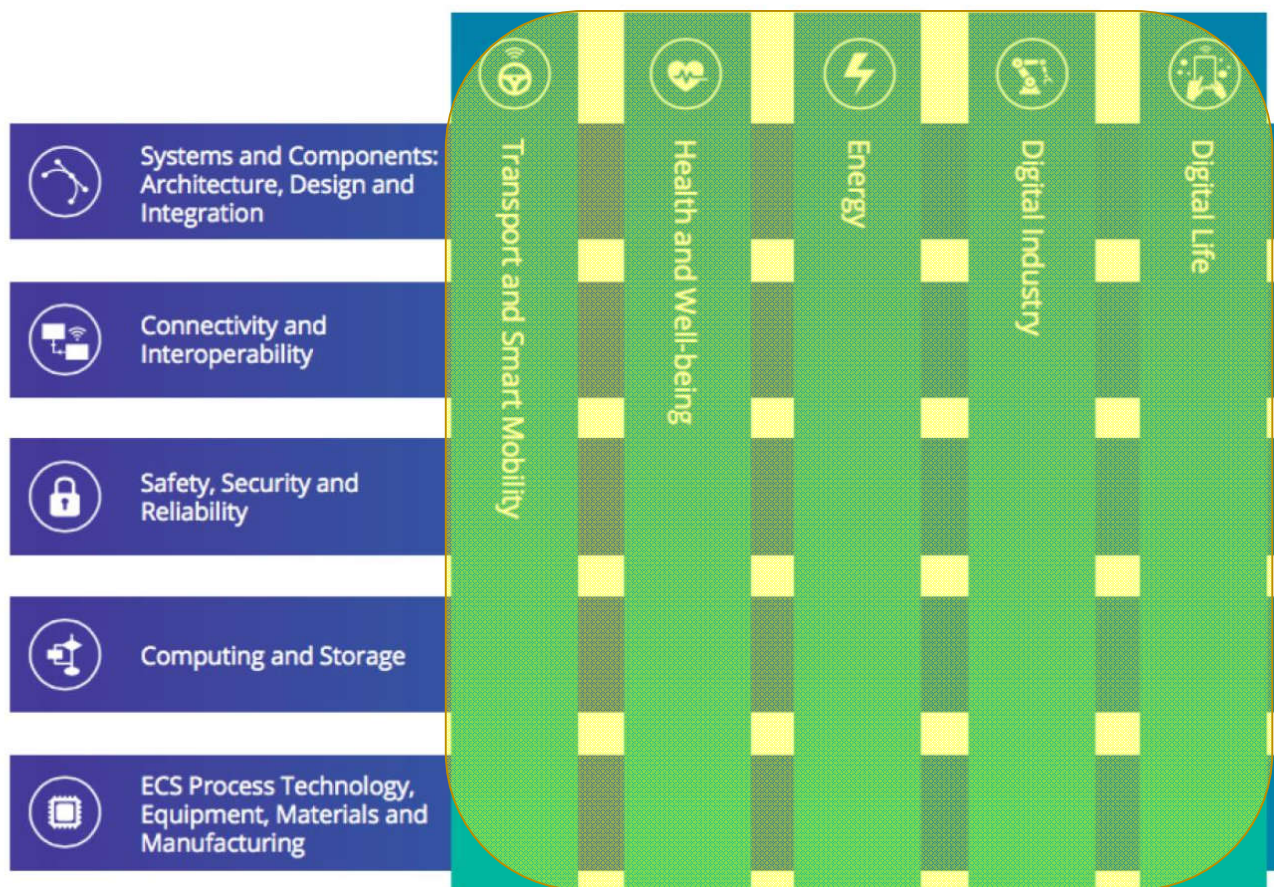 Systems and Components:
Architecture, Design and
Integration
Connectivity and
Interoperability
Safety, Security and
Reliability
Computing and Storage
ECS Process Technology,
Equipment, Materials and
Manufacturing
Transport and Smart Mobility
Health and Well-being
Energy
Digital Industry
Digital Life